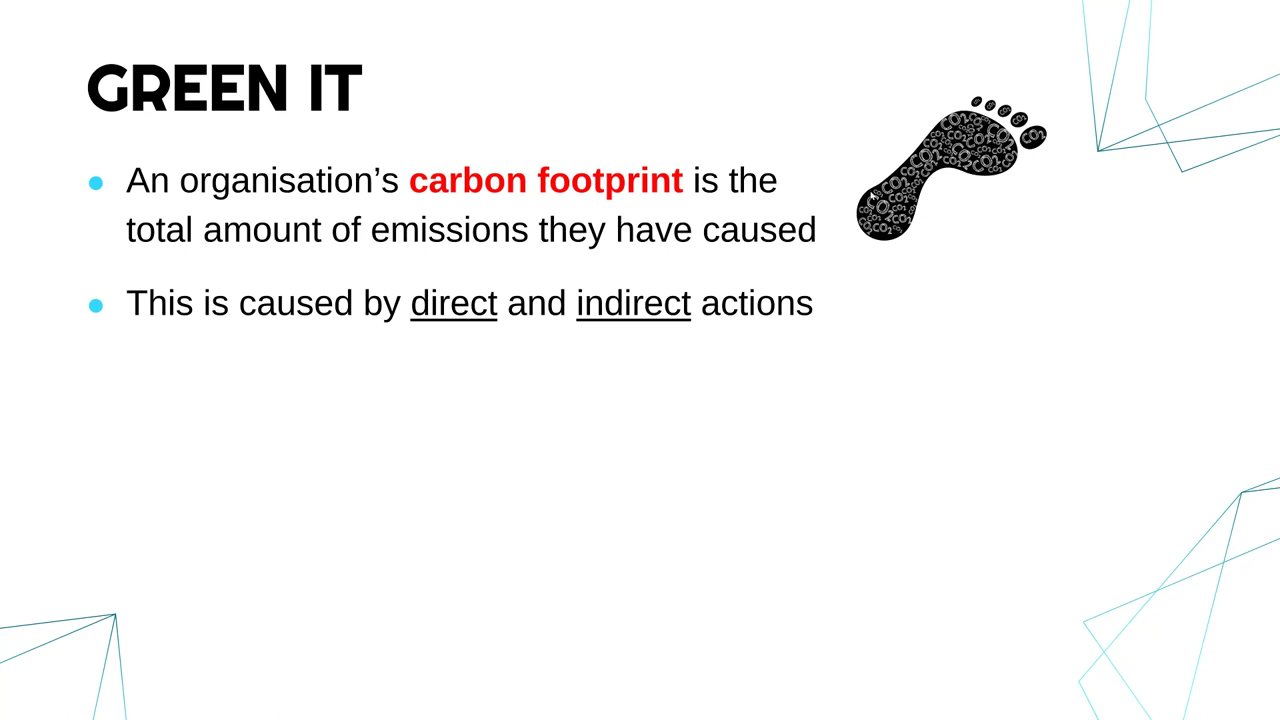 GREEN IT
An organisation’s carbon footprint is the
total amount of emissions they have caused
This is caused by direct and indirect actions
CO2